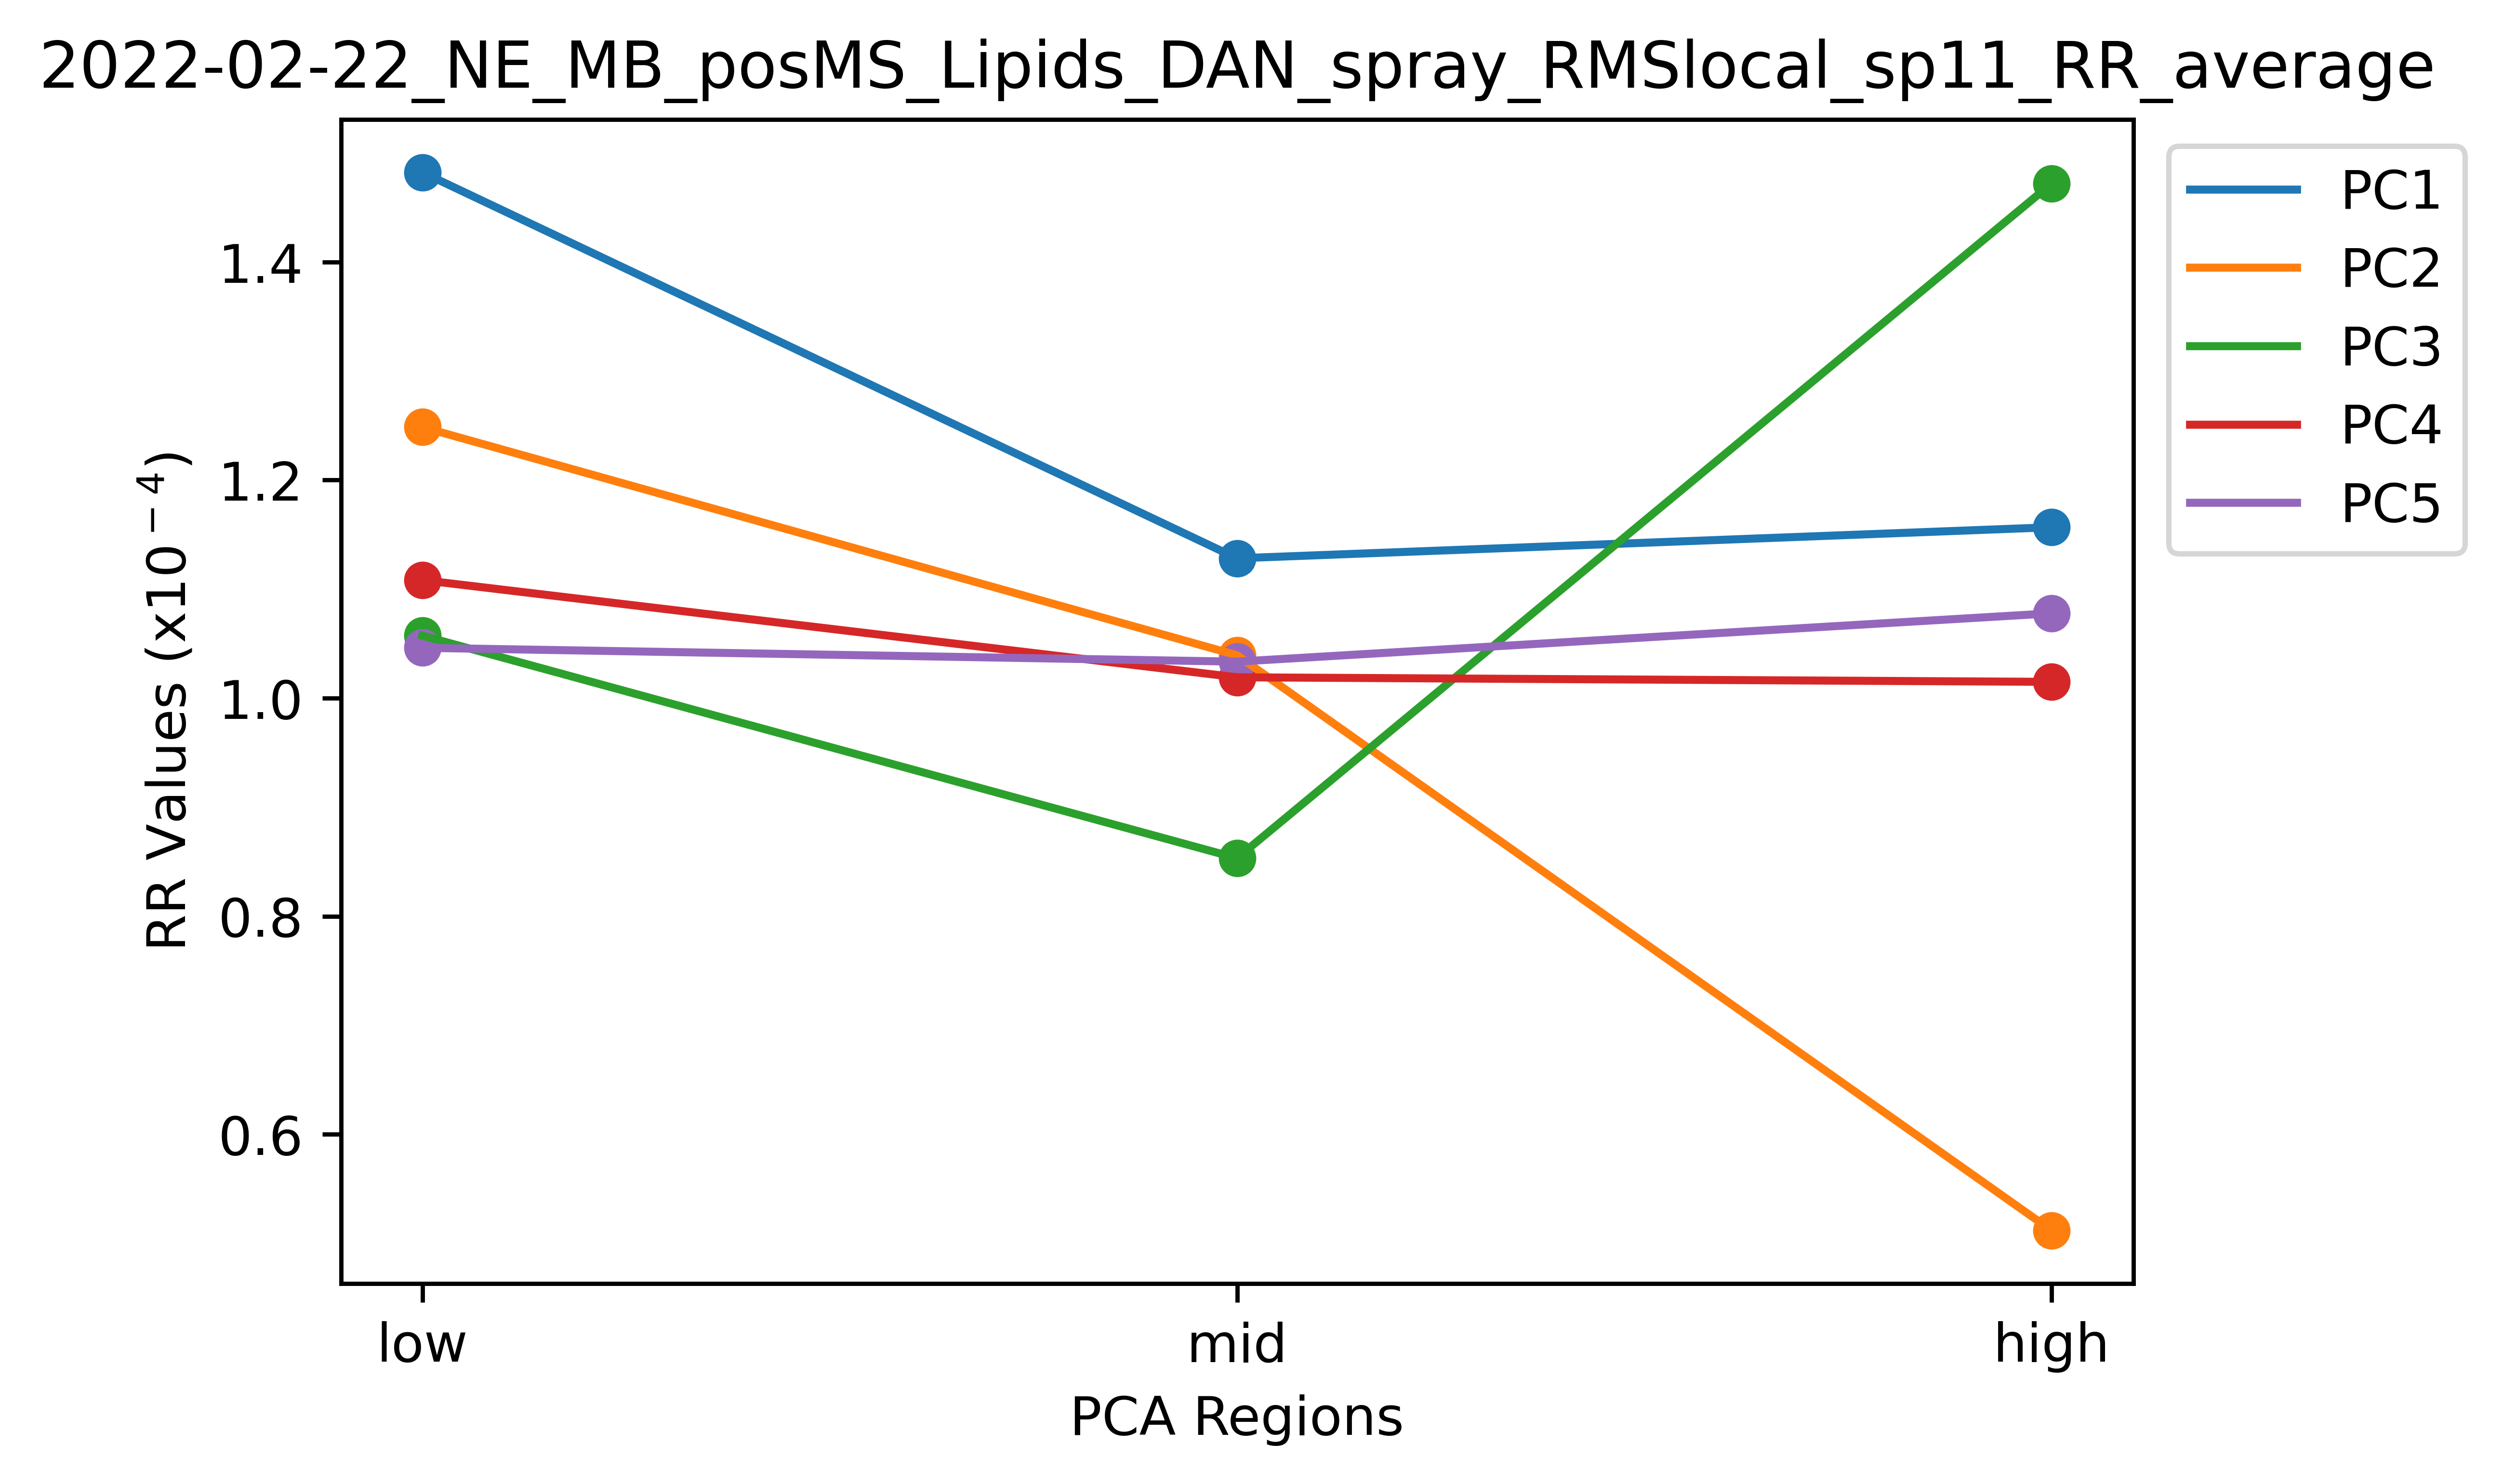 2022-02-22_NE_MB_posMS_Lipids_DAN_spray_RMSlocal_sp11_RR_average
RR Values (x10⁻⁴)
1.4
1.2
1.0
0.8
0.6
low
mid
high
PCA Regions
PC1
PC2
PC3
PC4
PC5